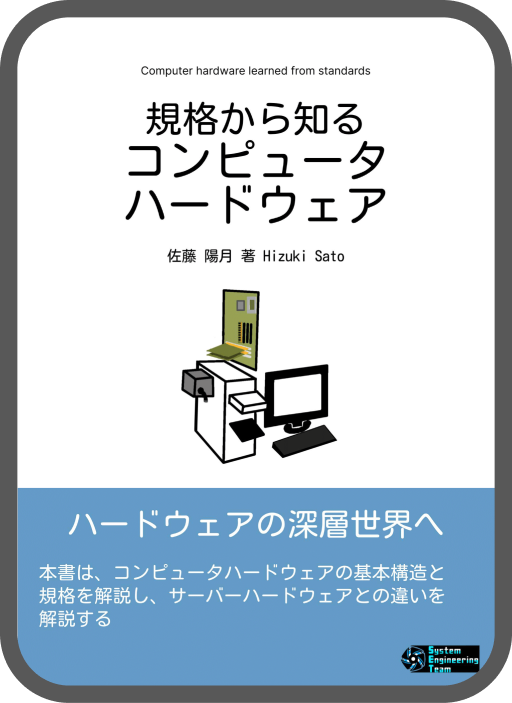 Computer hardware learned from standards
規格から知る
コンピュータ
ハードウェア
佐藤 陽月 著 Hizuki Sato
ハードウェアの深層世界へ
本書は、コンピュータハードウェアの基本構造と
規格を解説し、サーバーハードウェアとの違いを
解説する
System
Engineering
Team